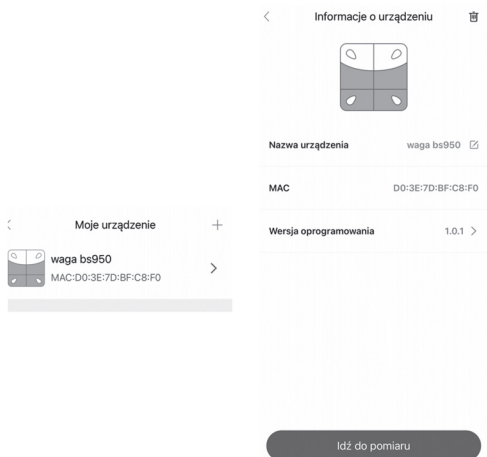 Moje urządzenie
waga bs950
MAC:D0:3E:7D:BF:C8:F0
Informacje o urządzeniu
Nazwa urządzenia waga bs950
MAC D0:3E:7D:BF:C8:F0
Wersja oprogramowania 1.0.1
Idź do pomiaru